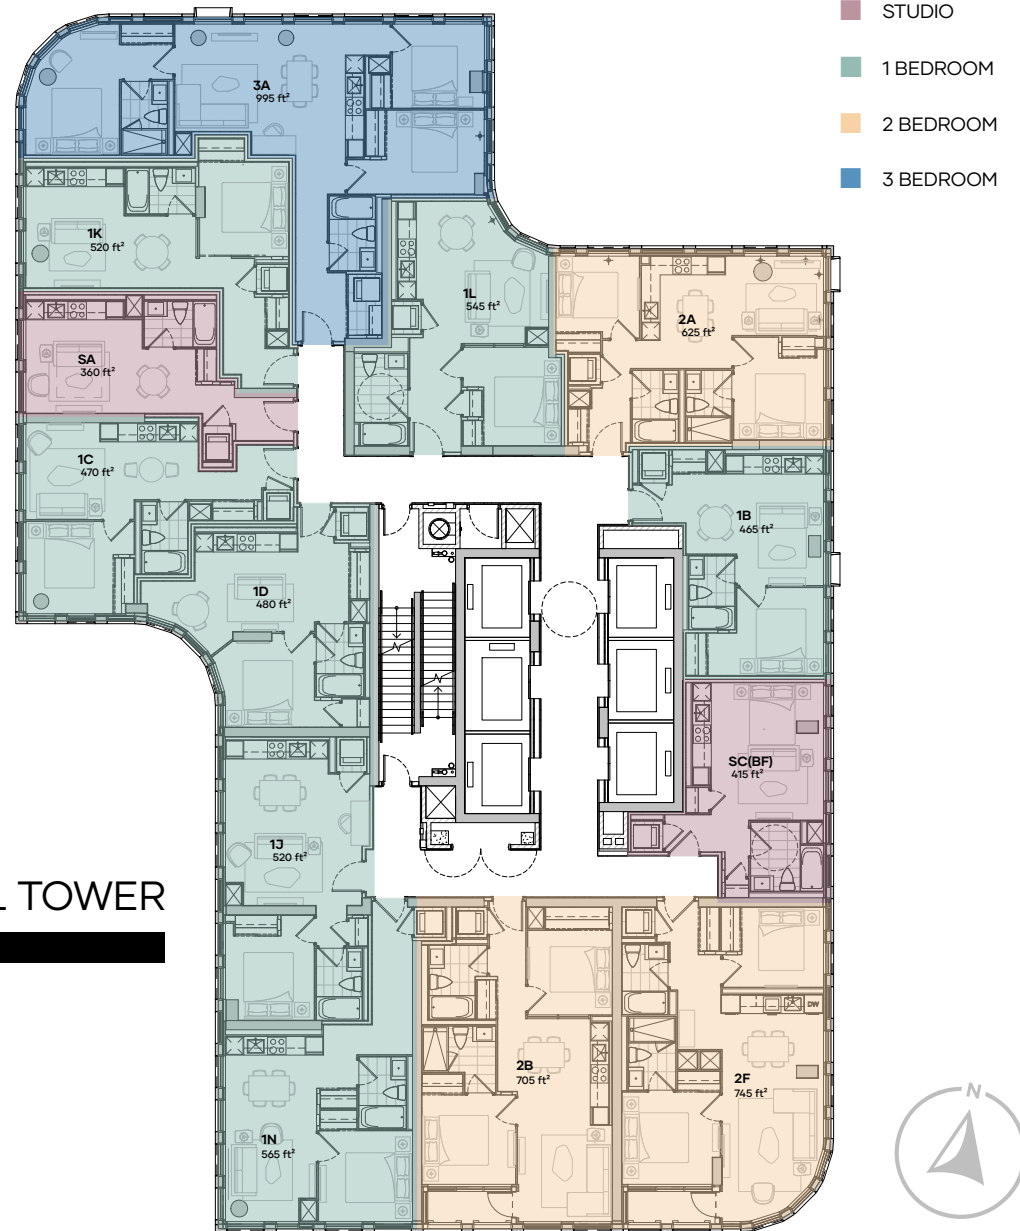 STUDIO
1 BEDROOM
2 BEDROOM
3 BEDROOM
3A
995 ft²
1K
520 ft²
1L
545 ft²
2A
625 ft²
SA
360 ft²
1C
470 ft²
1B
465 ft²
1D
480 ft²
SC(BF)
415 ft²
1J
520 ft²
L TOWER
DW
2B
705 ft²
2F
745 ft²
1N
565 ft²
N